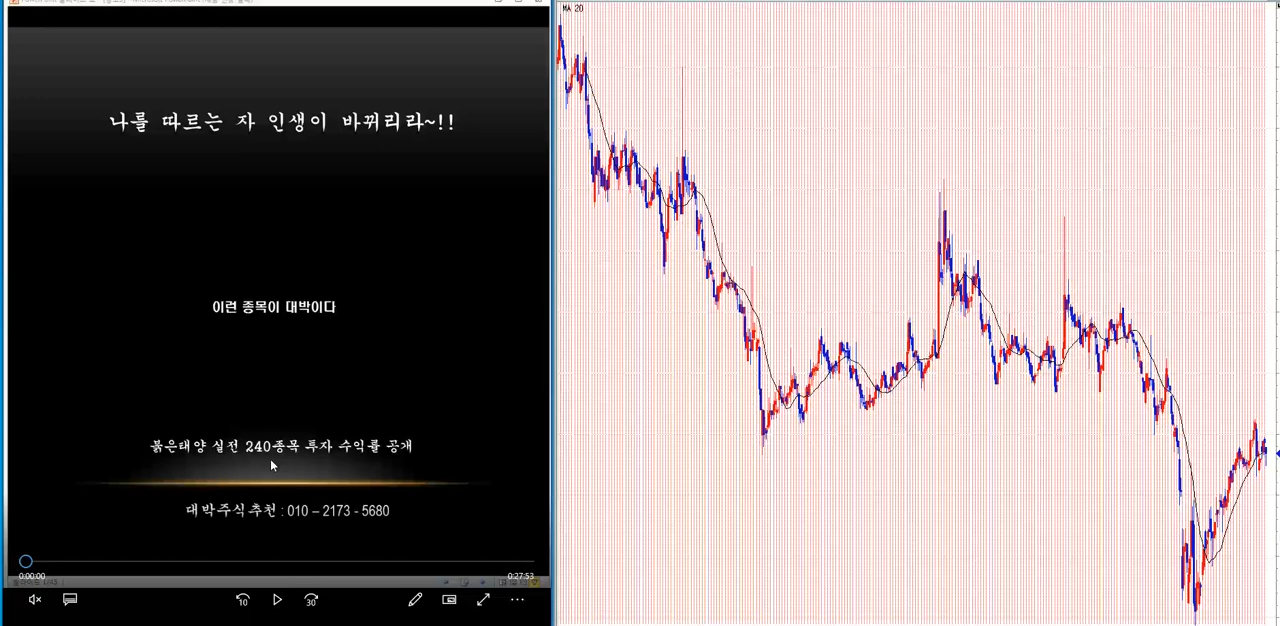 MA 20
나를 따르는 자 인생이 바뀌리라~!!
이런 종목이 대박이다
붉은태양 실전 240종목 투자 수익률 공개
대박주식추천 : 010 – 2173 - 5680
0:00:00
0:27:53
10
30